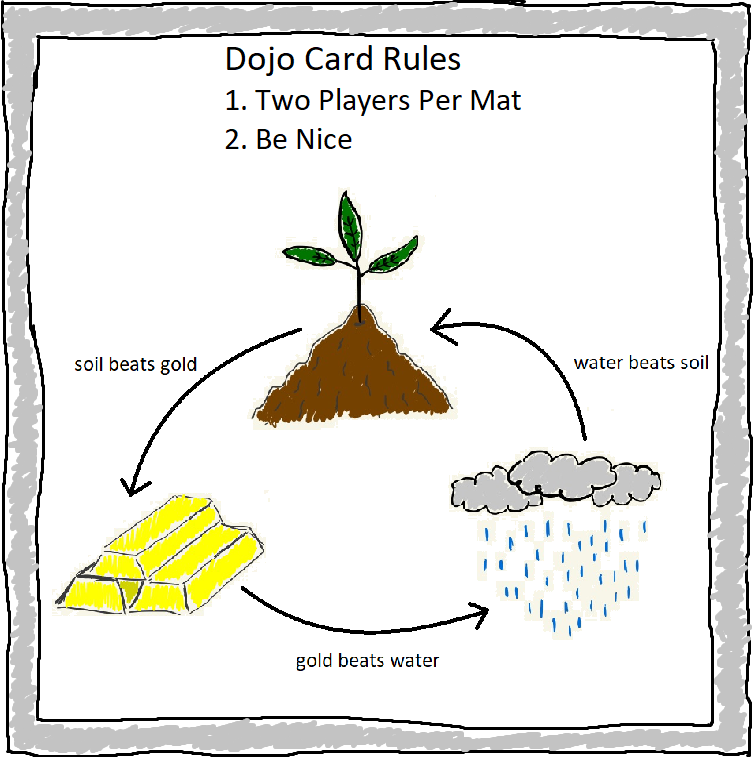 Dojo Card Rules
1. Two Players Per Mat
2. Be Nice
soil beats gold
water beats soil
gold beats water